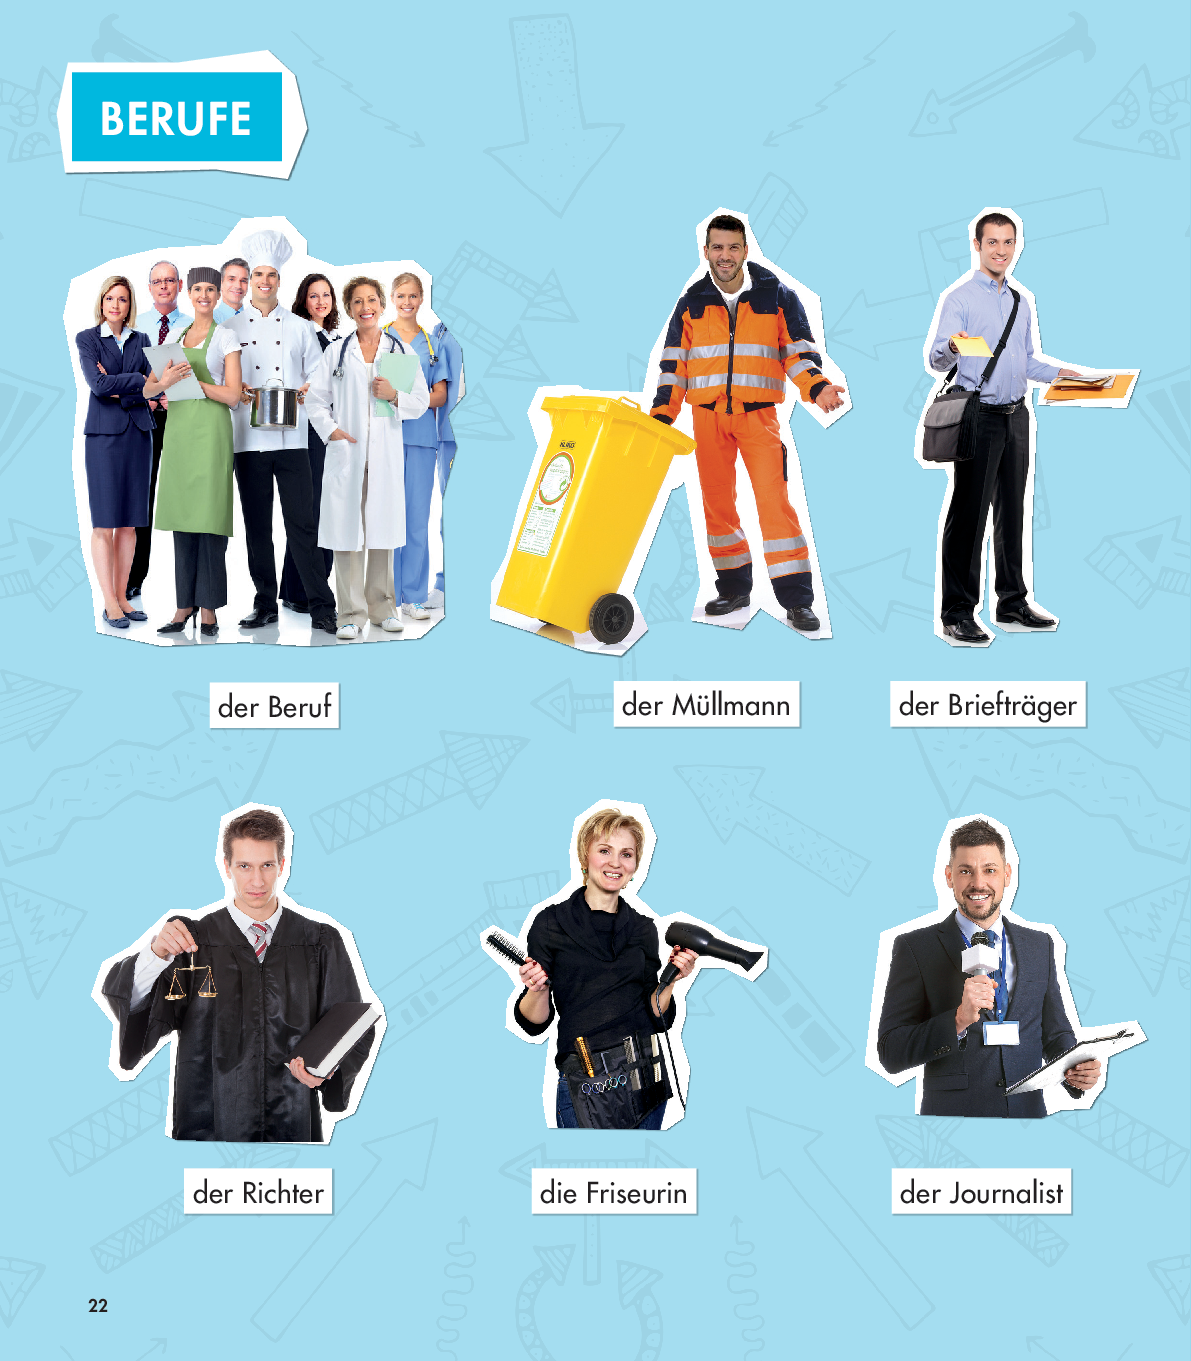 BERUFE
der Beruf
der Müllmann
der Briefträger
der Richter
die Friseurin
der Journalist
22